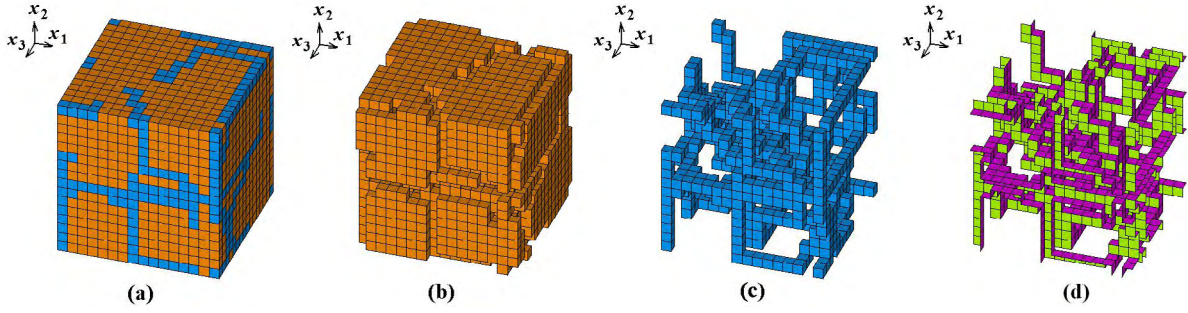 x₂ x₂ x₂ x₂
x₃ x₁ x₃ x₁ x₃ x₁ x₃ x₁
(a) (b) (c) (d)